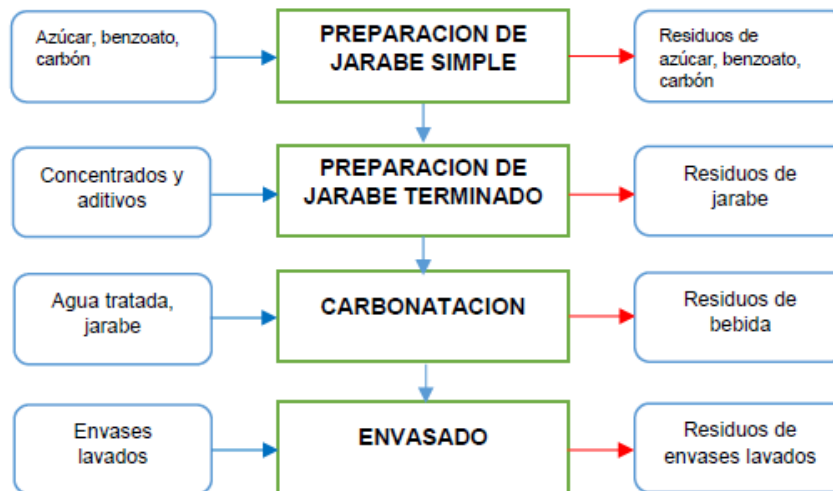 Azúcar, benzoato,
carbón
PREPARACION DE
JARABE SIMPLE
Residuos de
azúcar, benzoato,
carbón
Concentrados y
aditivos
PREPARACION DE
JARABE TERMINADO
Residuos de
jarabe
Agua tratada,
jarabe
CARBONATACION
Residuos de
bebida
Envases
lavados
ENVASADO
Residuos de
envases lavados